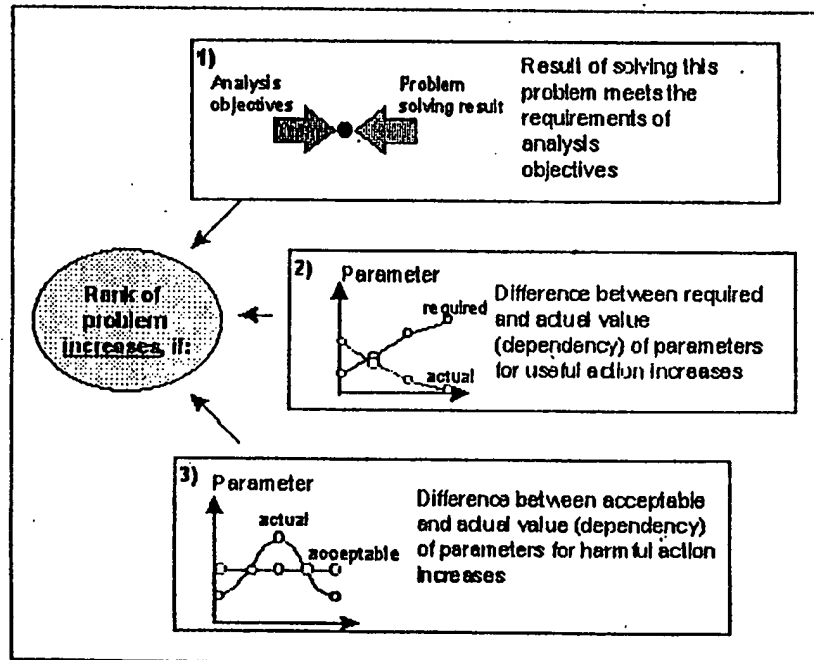 1)
Analysis
objectives
Problem
solving result
Result of solving this
problem meets the
requirements of
analysis
objectives
Rank of
problem
increases, if:
2)
Parameter
required
actual
Difference between required
and actual value
(dependency) of parameters
for useful action increases
3)
Parameter
actual
acceptable
Difference between acceptable
and actual value (dependency)
of parameters for harmful action
increases